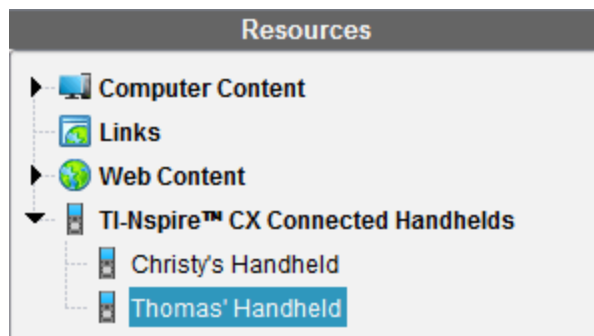 Resources
Computer Content
Links
Web Content
TI-Nspire™ CX Connected Handhelds
Christy's Handheld
Thomas' Handheld